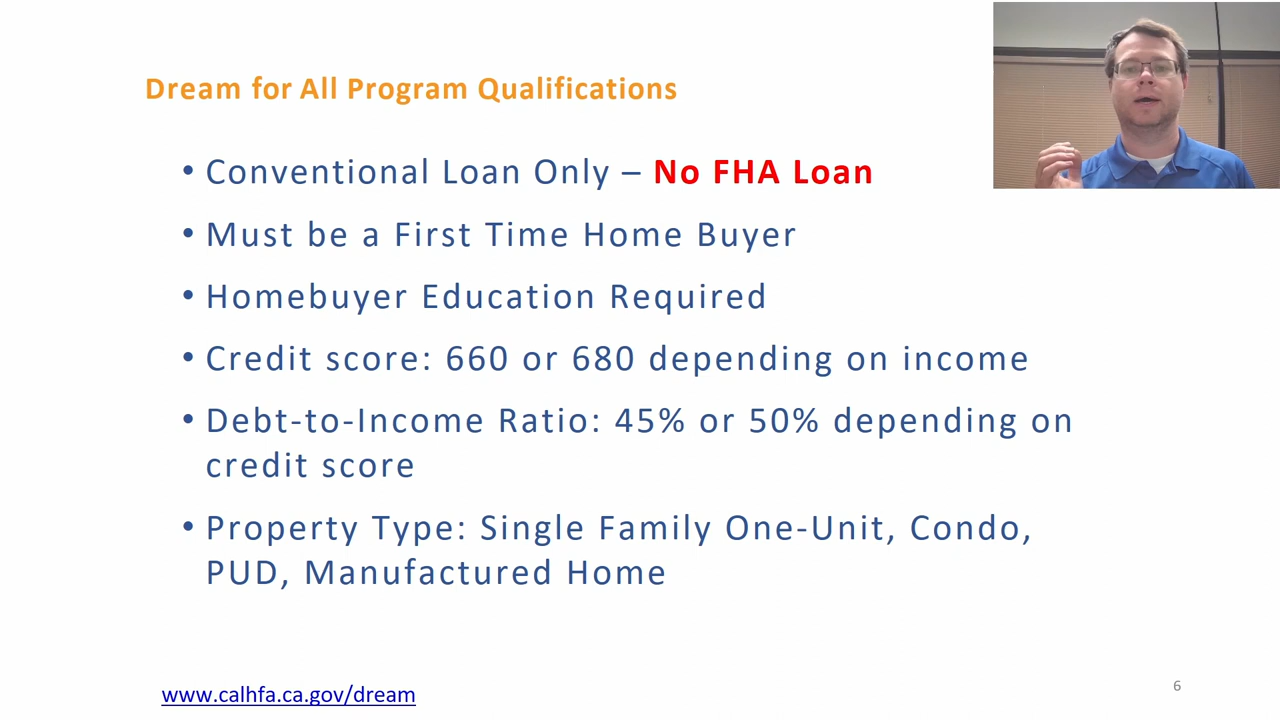 Dream for All Program Qualifications
• Conventional Loan Only – No FHA Loan
• Must be a First Time Home Buyer
• Homebuyer Education Required
• Credit score: 660 or 680 depending on income
• Debt-to-Income Ratio: 45% or 50% depending on
credit score
• Property Type: Single Family One-Unit, Condo,
PUD, Manufactured Home
www.calhfa.ca.gov/dream
6